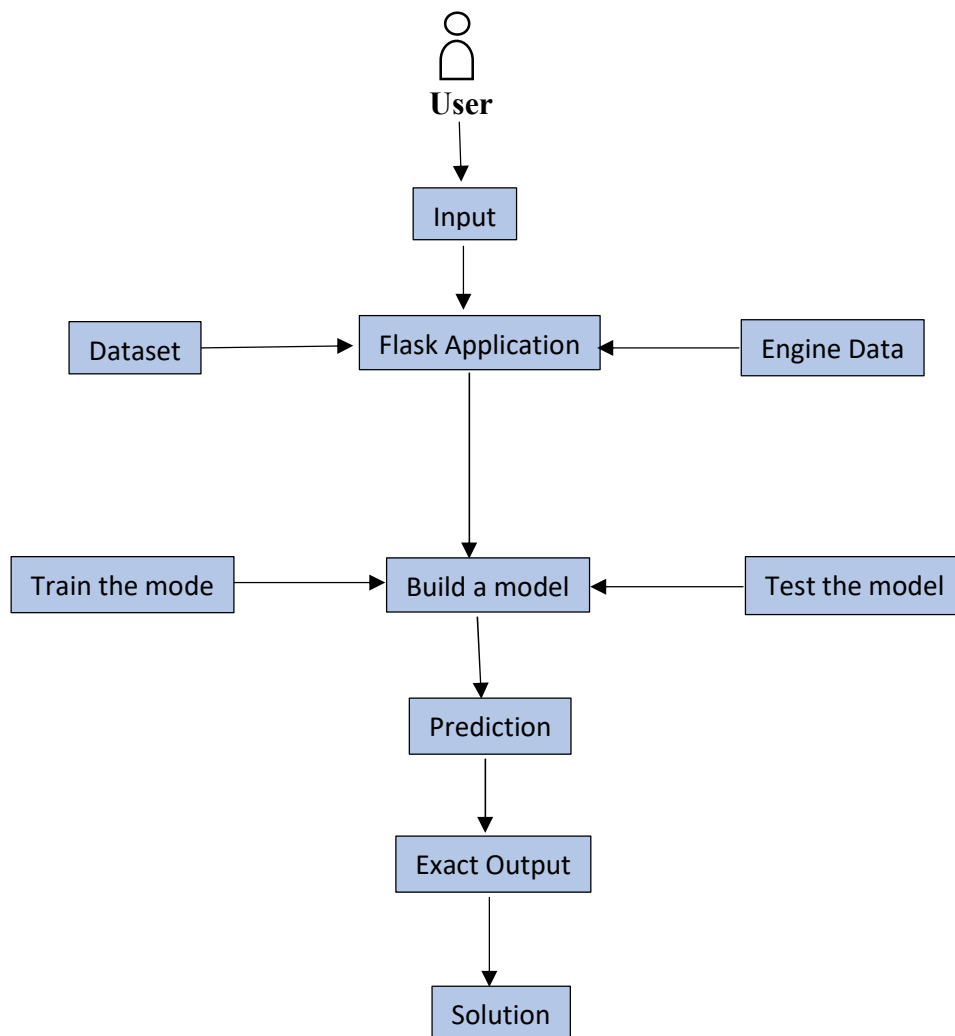 User
Input
Dataset
Flask Application
Engine Data
Train the mode
Build a model
Test the model
Prediction
Exact Output
Solution